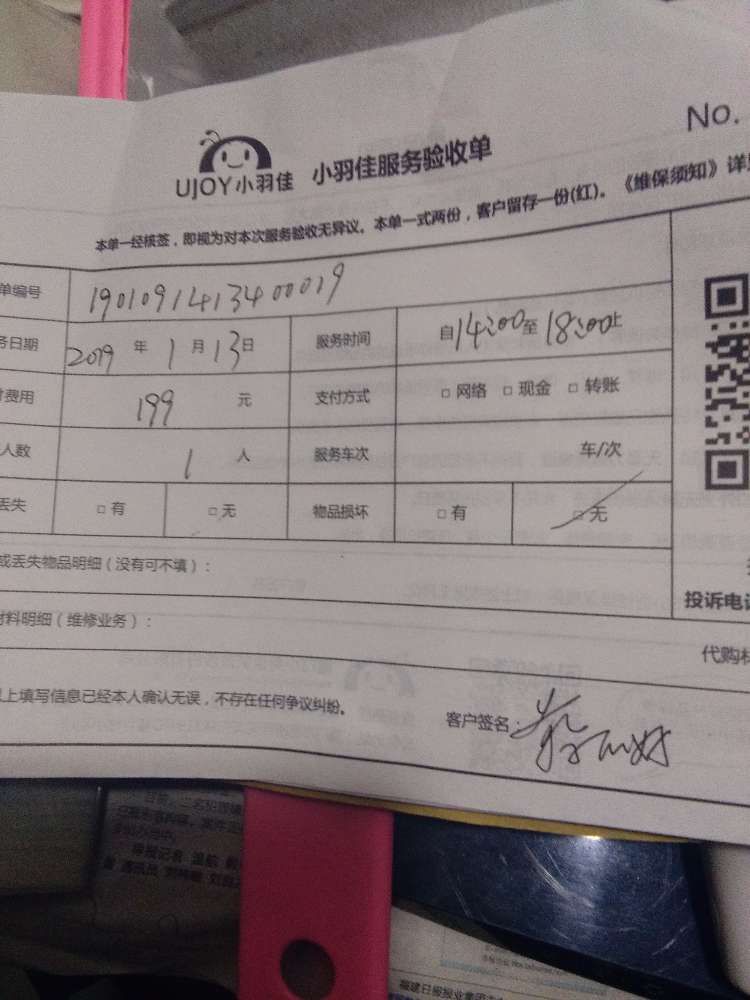 No.
UJOY小羽佳 小羽佳服务验收单
本单一经核签，即视为对本次服务验收无异议。本单一式两份，客户留存一份(红)。《维保须知》详
单编号 1901091413400019
务日期 2019 年 1 月 13 日 服务时间 自 14:00 至 18:00 止
费用 199 元 支付方式 □ 网络 □ 现金 □ 转账
人数 1 人 服务车次 车/次
丢失 □ 有 □ 无 物品损坏 □ 有 □ 无
或丢失物品明细（没有可不填）：
投诉电话
材料明细（维修业务）：
代购
上填写信息已经本人确认无误，不存在任何争议纠纷。
客户签名：